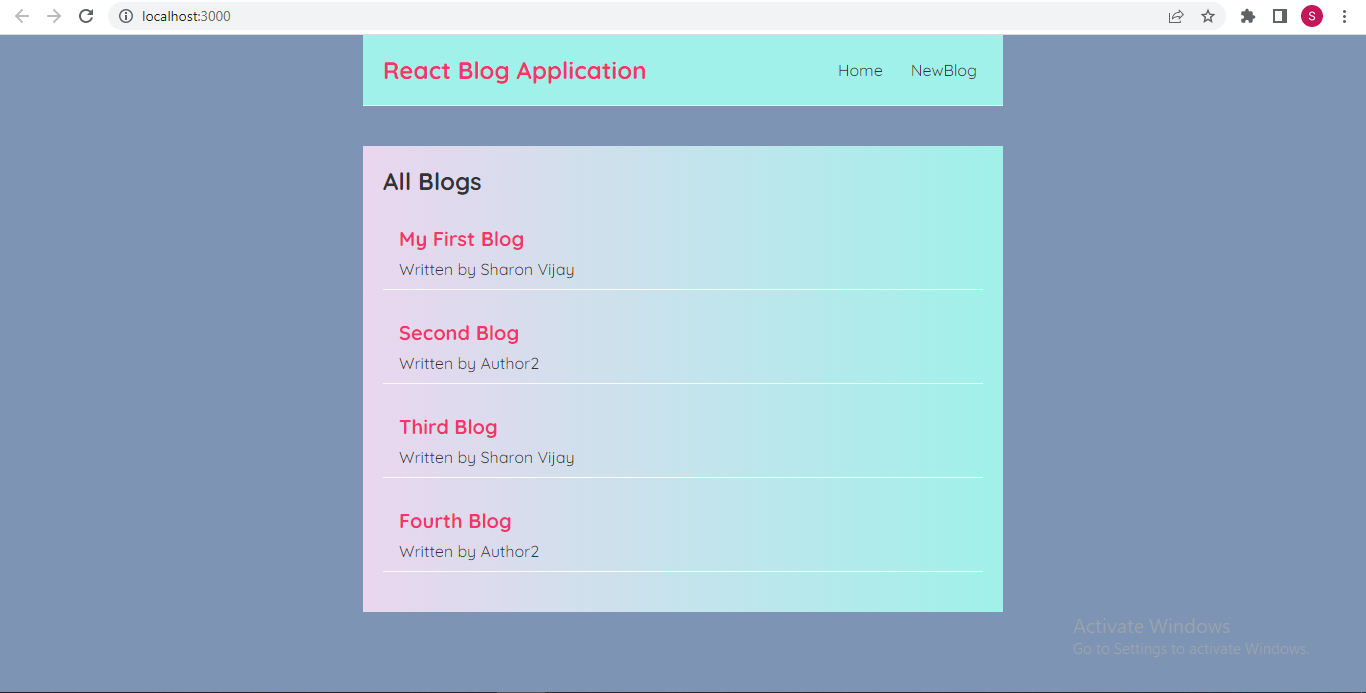 localhost:3000
S
React Blog Application
Home NewBlog
All Blogs
My First Blog
Written by Sharon Vijay
Second Blog
Written by Author2
Third Blog
Written by Sharon Vijay
Fourth Blog
Written by Author2
Activate Windows
Go to Settings to activate Windows.